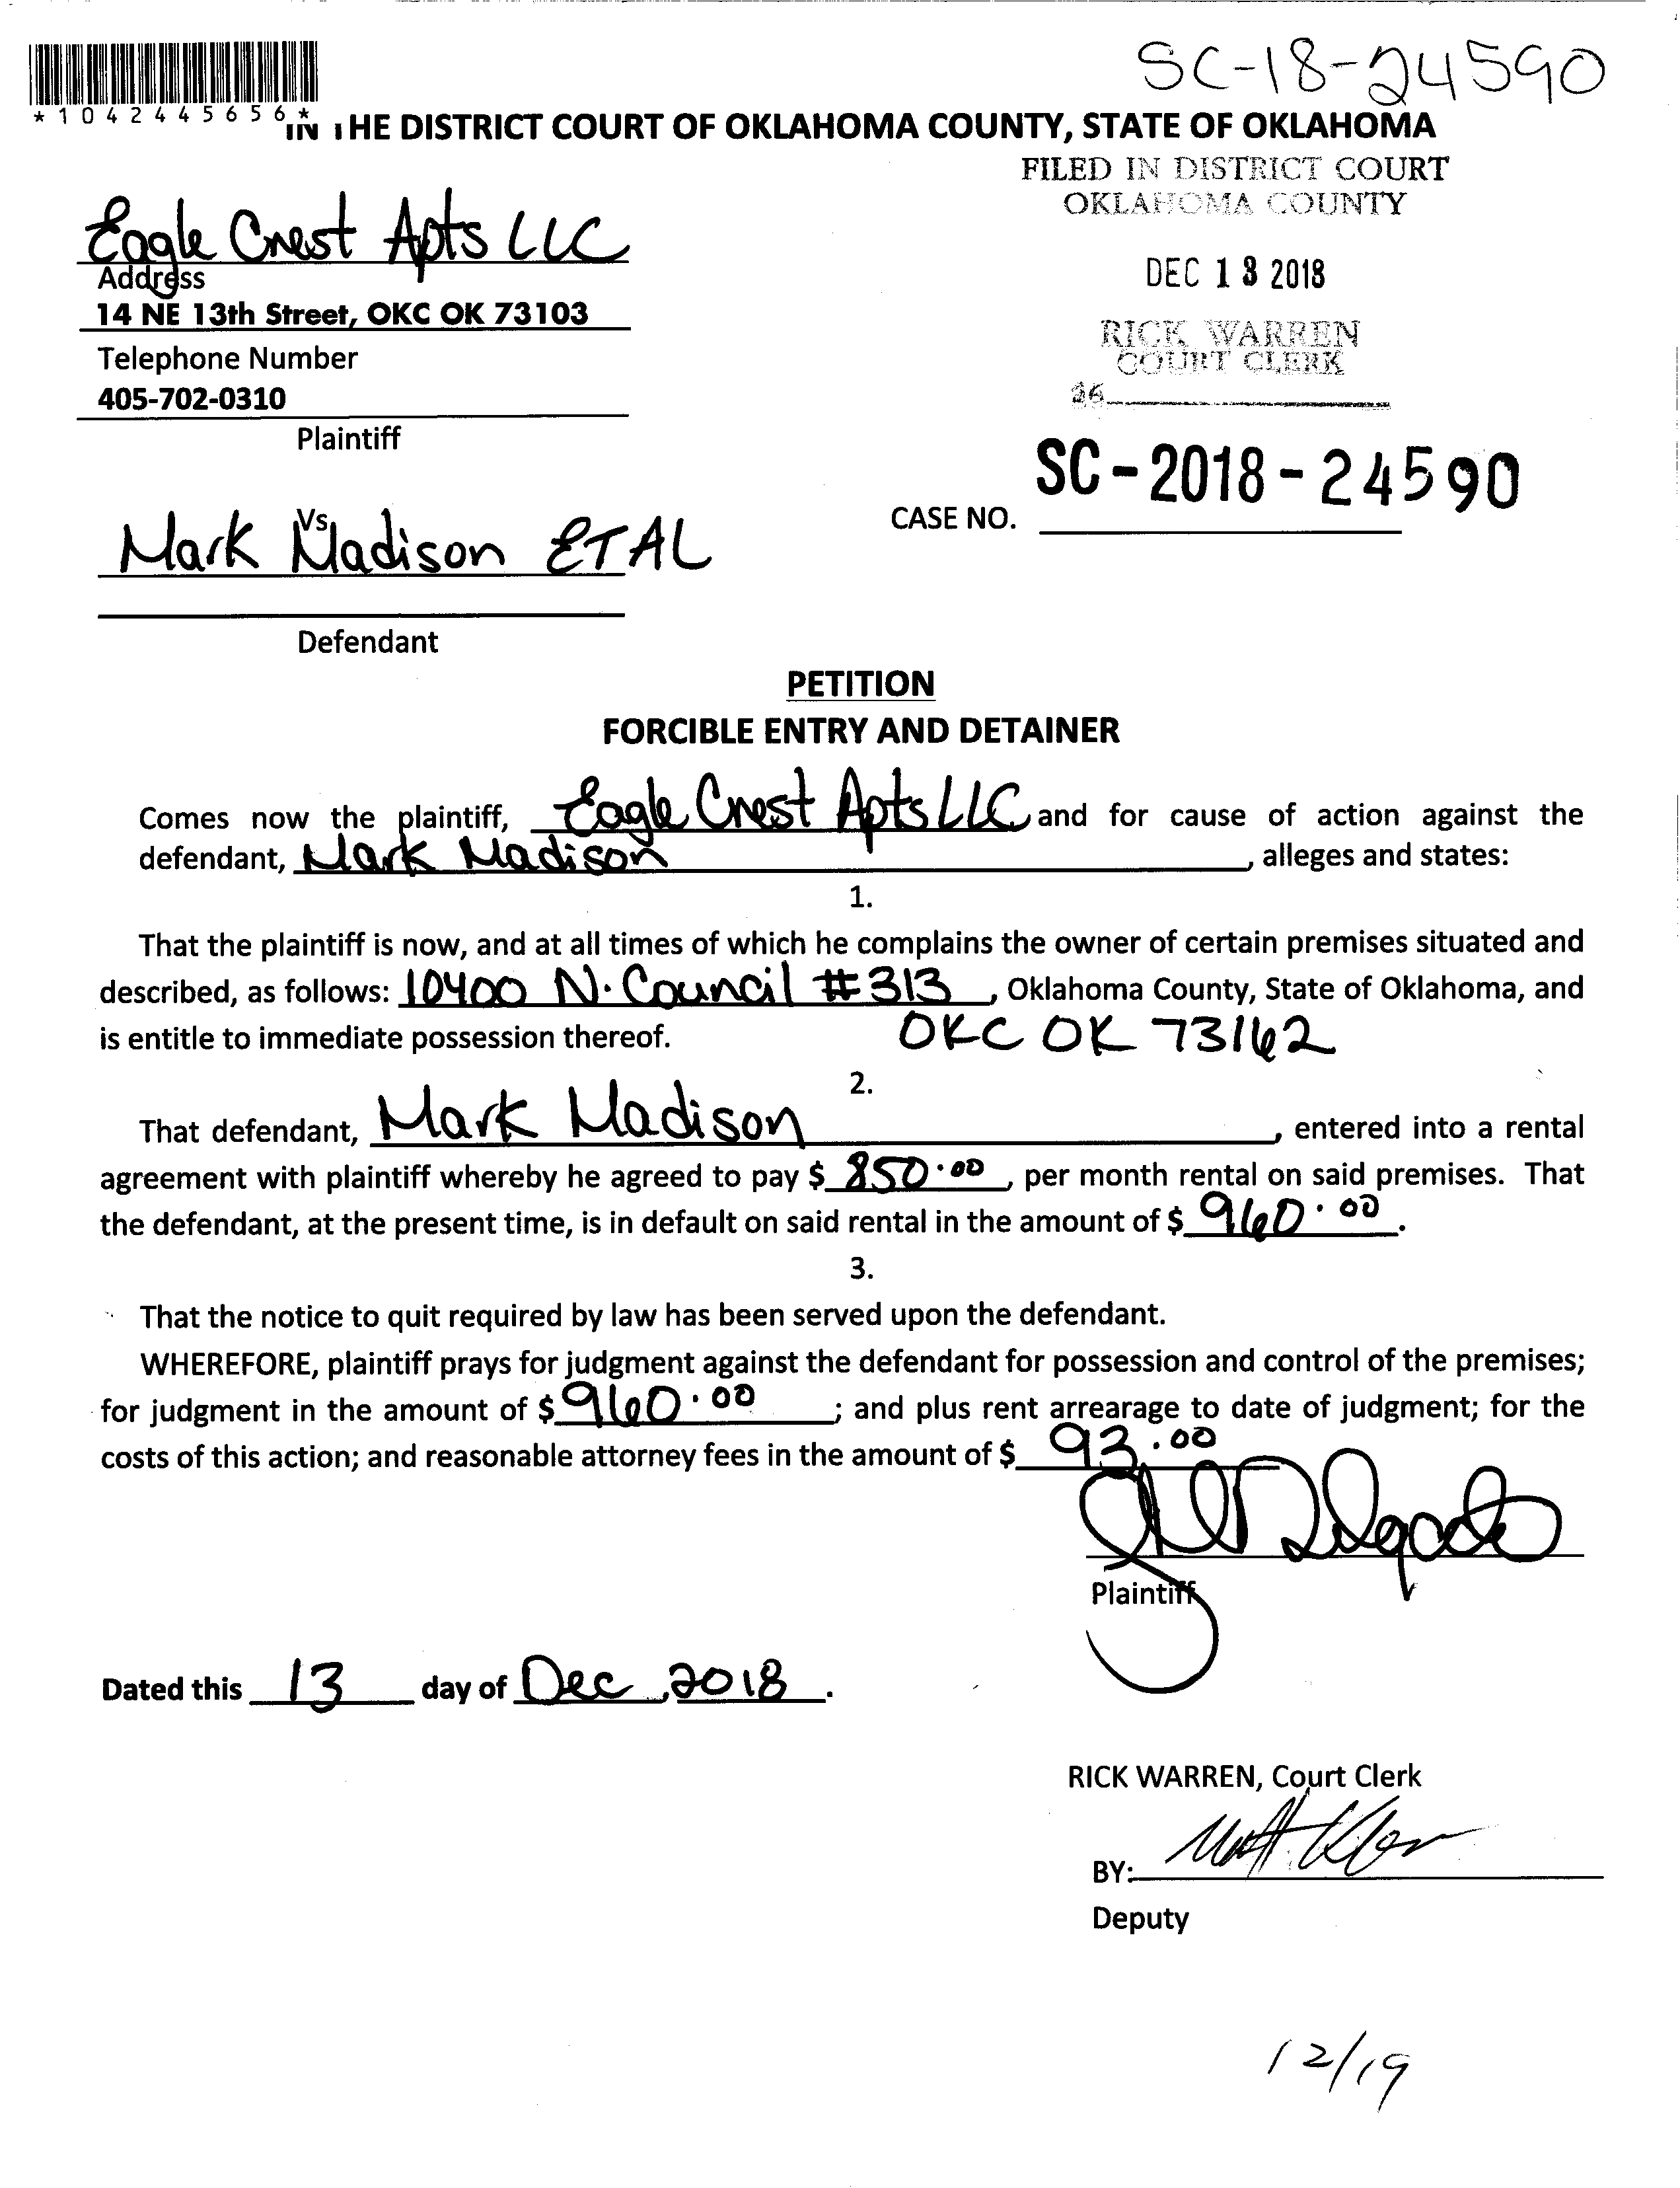 SC-18-24590
*1042445656*
IN THE DISTRICT COURT OF OKLAHOMA COUNTY, STATE OF OKLAHOMA
FILED IN DISTRICT COURT
OKLAHOMA COUNTY
Eagle Crest Apts LLC
Address
DEC 13 2018
14 NE 13th Street, OKC OK 73103
RICK WARREN
COURT CLERK
Telephone Number
405-702-0310
36
Plaintiff
SC-2018-24590
CASE NO.
Vs
Mark Madison ETAL
Defendant
PETITION
FORCIBLE ENTRY AND DETAINER
Comes now the plaintiff, Eagle Crest Apts LLC and for cause of action against the
defendant, Mark Madison, alleges and states:
1.
That the plaintiff is now, and at all times of which he complains the owner of certain premises situated and
described, as follows: 10400 N. Council #313, Oklahoma County, State of Oklahoma, and
is entitle to immediate possession thereof. OKC OK 73162
2.
That defendant, Mark Madison, entered into a rental
agreement with plaintiff whereby he agreed to pay $ 850.00, per month rental on said premises. That
the defendant, at the present time, is in default on said rental in the amount of $ 960.00.
3.
That the notice to quit required by law has been served upon the defendant.
WHEREFORE, plaintiff prays for judgment against the defendant for possession and control of the premises;
for judgment in the amount of $ 960.00; and plus rent arrearage to date of judgment; for the
costs of this action; and reasonable attorney fees in the amount of $ 93.00
Delgado
Plaintiff
Dated this 13 day of Dec, 2018.
RICK WARREN, Court Clerk
BY:
Deputy
12/19